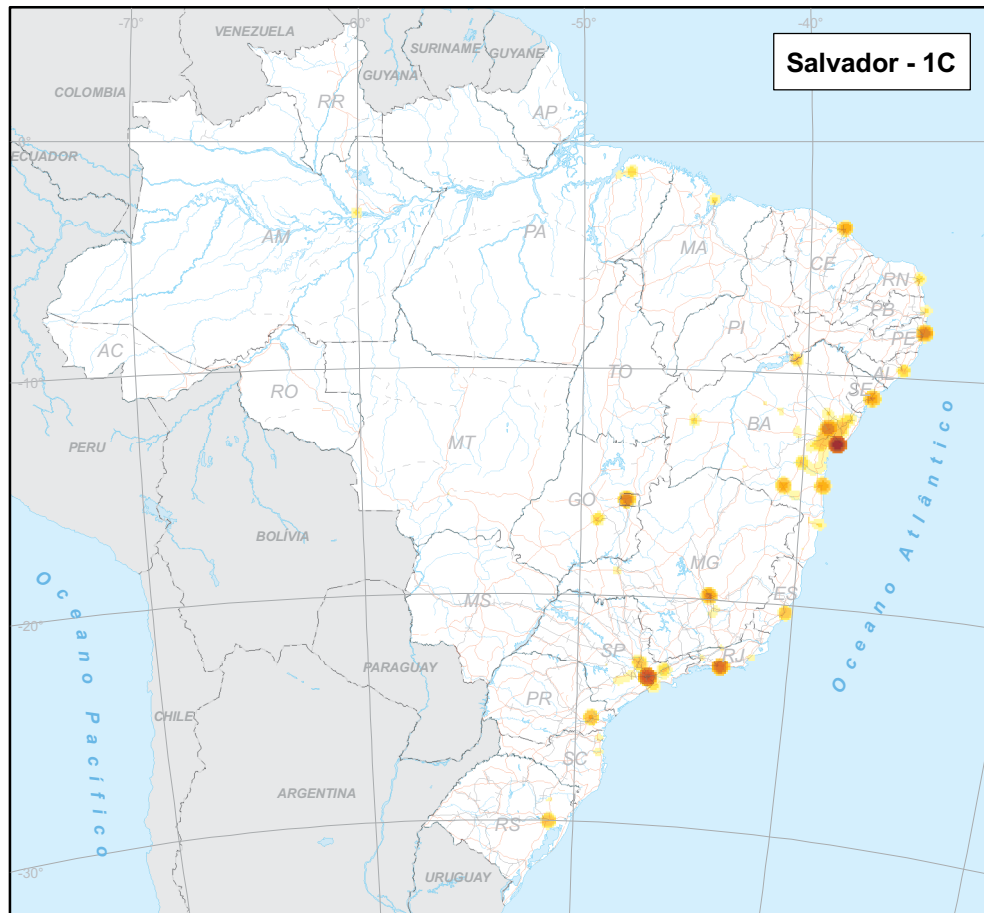 -70°
-60°
-50°
-40°
VENEZUELA
SURINAME
GUYANE
GUYANA
Salvador - 1C
COLOMBIA
RR
AP
0°
ECUADOR
AM
PA
MA
CE
RN
PB
PE
PI
AL
SE
AC
-10°
RO
TO
BA
MT
PERU
GO
BOLÍVIA
MG
ES
MS
-20°
SP
RJ
PARAGUAY
PR
CHILE
SC
ARGENTINA
RS
-30°
URUGUAY
Oceano Pacífico
Oceano Atlântico